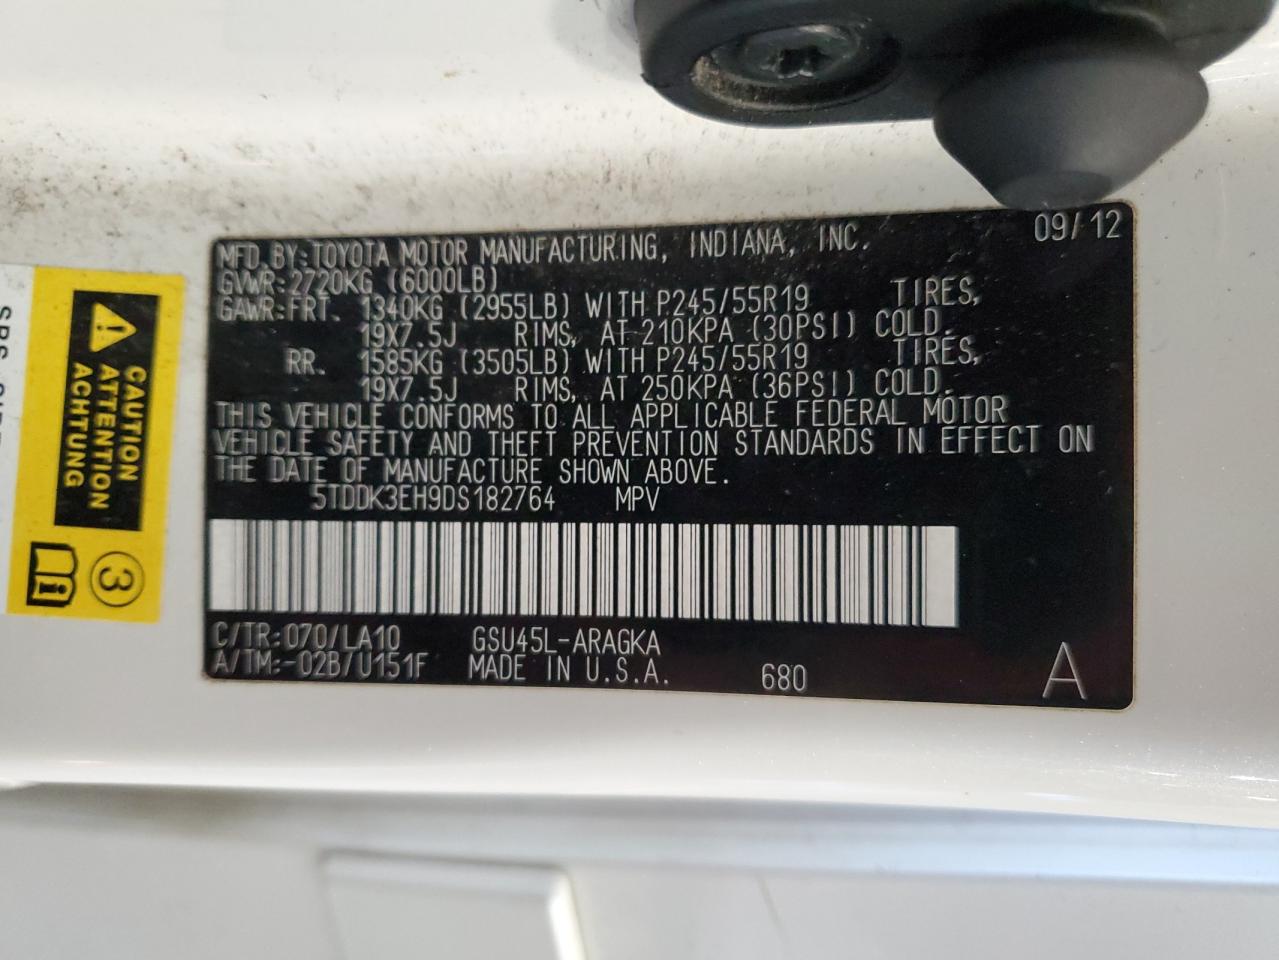 09/12
MFD.BY:TOYOTA MOTOR MANUFACTURING, INDIANA, INC.
GVWR:2720KG (6000LB)
GAWR:FRT. 1340KG (2955LB) WITH P245/55R19 TIRES,
19X7.5J RIMS, AT 210KPA (30PSI) COLD.
RR. 1585KG (3505LB) WITH P245/55R19 TIRES,
19X7.5J RIMS, AT 250KPA (36PSI) COLD.
THIS VEHICLE CONFORMS TO ALL APPLICABLE FEDERAL MOTOR
VEHICLE SAFETY AND THEFT PREVENTION STANDARDS IN EFFECT ON
THE DATE OF MANUFACTURE SHOWN ABOVE.
5TDDK3EH9DS182764 MPV
C/TR:070/LA10 GSU45L-ARAGKA
A/TM:-02B/U151F MADE IN U.S.A. 680 A
CAUTION
ATTENTION
ACHTUNG
3